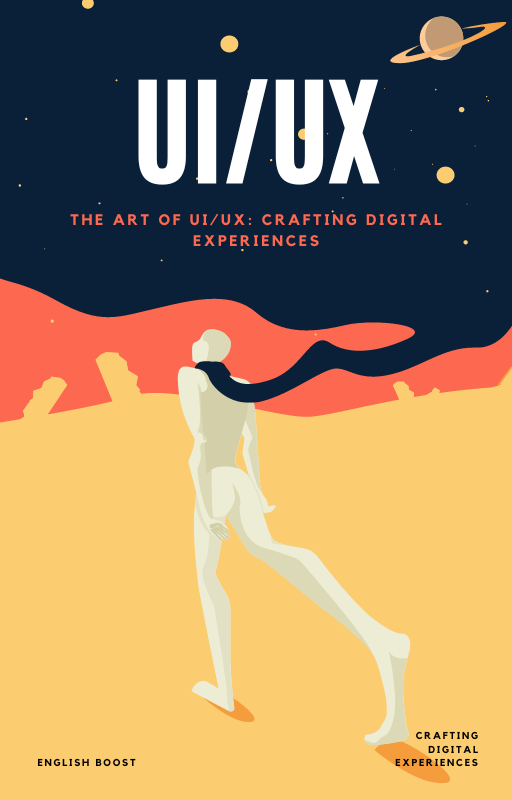 UI/UX
THE ART OF UI/UX: CRAFTING DIGITAL
EXPERIENCES
CRAFTING
DIGITAL
EXPERIENCES
ENGLISH BOOST